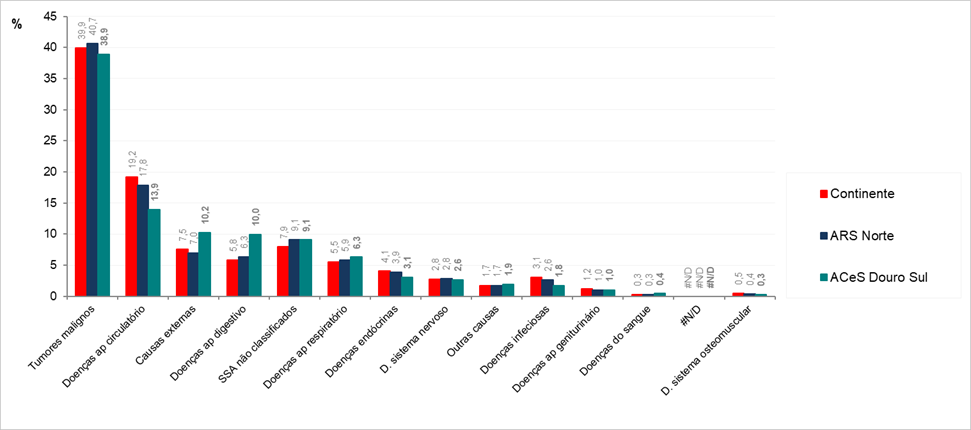 %
45
40
35
30
25
20
15
10
5
0
39,9
40,7
38,9
19,2
17,8
13,9
7,5
7,0
10,2
5,8
6,3
10,0
7,9
9,1
9,1
5,5
5,9
6,3
4,1
3,9
3,1
2,8
2,8
2,6
1,7
1,7
1,9
3,1
2,6
1,8
1,2
1,0
1,0
0,3
0,3
0,4
#N/D
#N/D
#N/D
0,5
0,4
0,3
Tumores malignos
Doenças ap circulatório
Causas externas
Doenças ap digestivo
SSA não classificados
Doenças ap respiratório
Doenças endócrinas
D. sistema nervoso
Outras causas
Doenças infeciosas
Doenças ap geniturinário
Doenças do sangue
#N/D
D. sistema osteomuscular
Continente
ARS Norte
ACeS Douro Sul